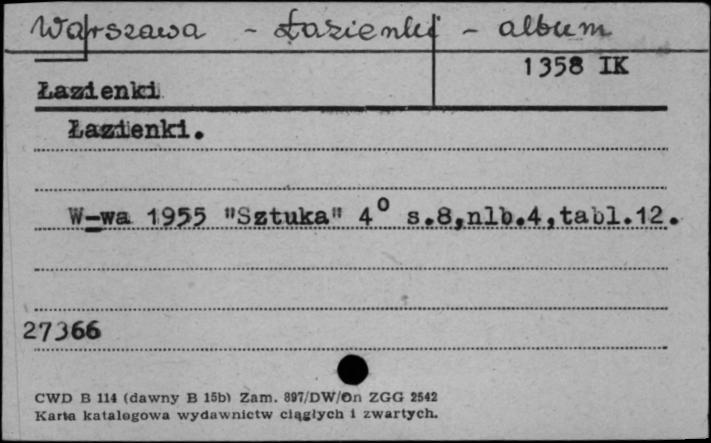 Warszawa - Łazienki - album
1358 IK
Łazienki
Łazienki.
W-wa 1955 "Sztuka" 4° s.8,nlb.4,tabl.12.
27366
CWD B 114 (dawny B 15b) Zam. 897/DW/On ZGG 2542
Karta katalogowa wydawnictw ciągłych i zwartych.